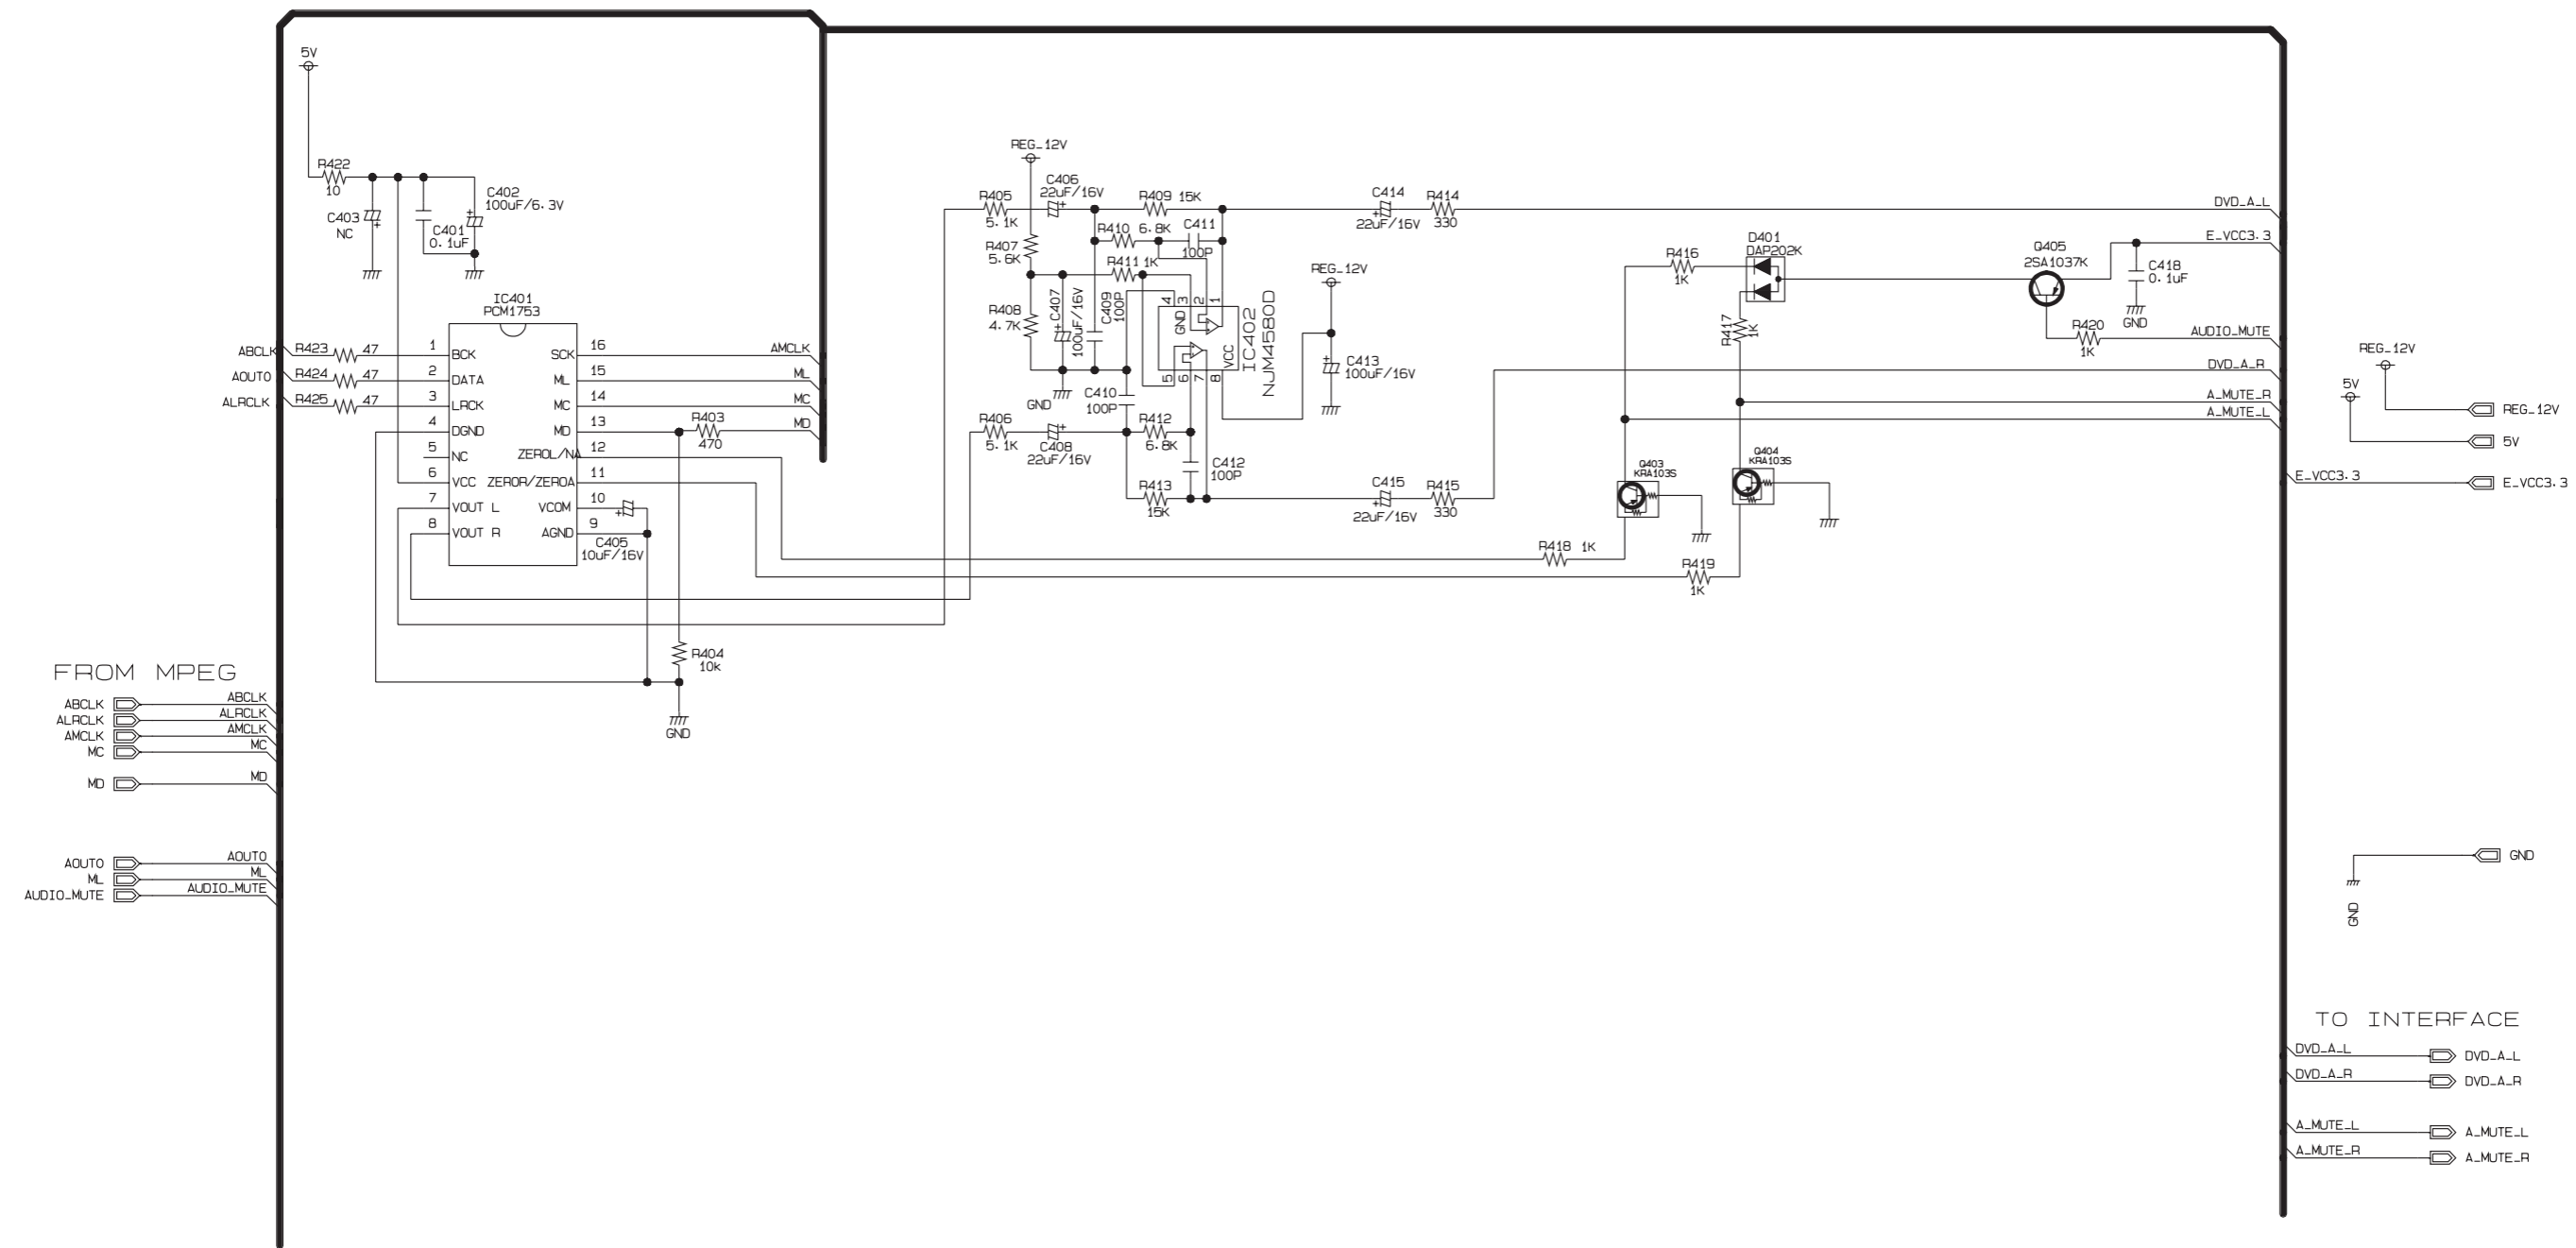 5V
R422
10
C403
NC
C401
0.1uF
C402
100uF/6.3V
IC401
PCM1753
ABCLK
R423
47
AOUT0
R424
47
ALRCLK
R425
47
1
BCK
2
DATA
3
LRCK
4
DGND
5
NC
6
VCC
7
VOUT L
8
VOUT R
SCK
16
AMCLK
ML
15
ML
MC
14
MC
MD
13
R403
470
MD
ZEROL/NA
12
ZEROR/ZEROA
11
VCOM
10
AGND
9
C405
10uF/16V
R404
10k
GND
REG_12V
R405
5.1K
C406
22uF/16V
R409 15K
R407
5.6K
R410 6.8K
C411
100P
R411 1K
R408
4.7K
C407
100uF/16V
C409
100P
4
3
2
1
GND
5
6
7
8
VCC
IC402
NJM4580D
REG_12V
C413
100uF/16V
GND
C410
100P
R406
5.1K
C408
22uF/16V
R412
6.8K
C412
100P
R413
15K
C414
22uF/16V
R414
330
C415
22uF/16V
R415
330
R416
1K
D401
DAP202K
R417
1K
Q405
2SA1037K
C418
0.1uF
GND
R420
1K
Q403
KRA103S
Q404
KRA103S
R418 1K
R419
1K
DVD_A_L
E_VCC3.3
AUDIO_MUTE
DVD_A_R
A_MUTE_R
A_MUTE_L
REG_12V
5V
REG_12V
5V
E_VCC3.3
E_VCC3.3
FROM MPEG
ABCLK
ABCLK
ALRCLK
ALRCLK
AMCLK
AMCLK
MC
MC
MD
MD
AOUT0
AOUT0
ML
ML
AUDIO_MUTE
AUDIO_MUTE
GND
GND
TO INTERFACE
DVD_A_L
DVD_A_L
DVD_A_R
DVD_A_R
A_MUTE_L
A_MUTE_L
A_MUTE_R
A_MUTE_R